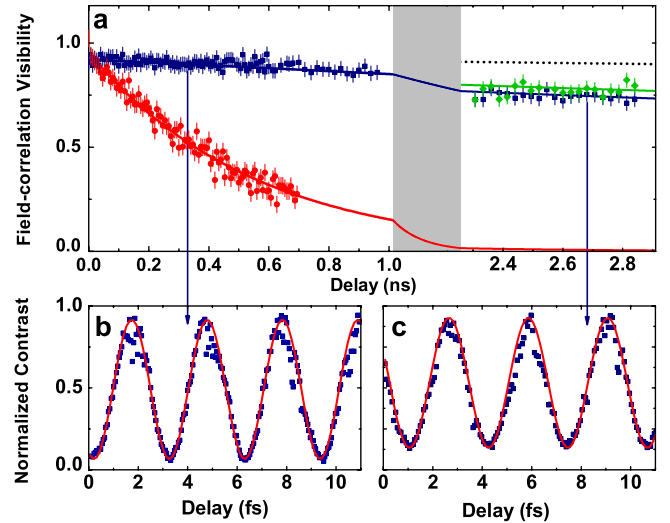 a
Field-correlation Visibility
1.0
0.5
0.0
0.0 0.2 0.4 0.6 0.8 1.0 2.4 2.6 2.8
Delay (ns)
b
c
Normalized Contrast
1.0
0.5
0.0
0 2 4 6 8 10 0 2 4 6 8 10
Delay (fs) Delay (fs)